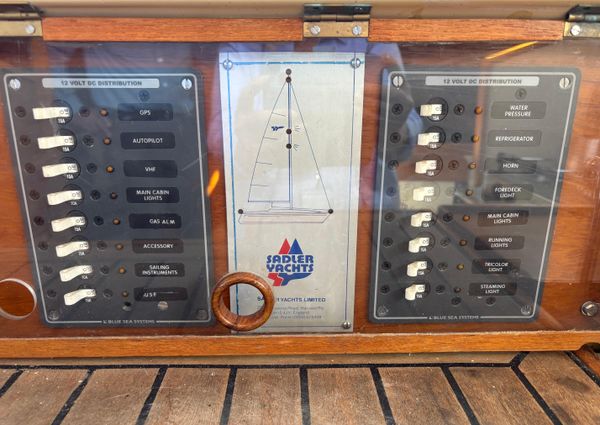 12 VOLT DC DISTRIBUTION
GPS
AUTOPILOT
VHF
MAIN CABIN
LIGHTS
GAS ALM
ACCESSORY
SAILING
INSTRUMENTS
BLUE SEA SYSTEMS
SADLER
YACHTS
SADLER YACHTS LIMITED
12 VOLT DC DISTRIBUTION
WATER
PRESSURE
REFRIGERATOR
HORN
FOREDECK
LIGHT
MAIN CABIN
LIGHTS
RUNNING
LIGHTS
TRICOLOR
LIGHT
STEAMING
LIGHT
BLUE SEA SYSTEMS